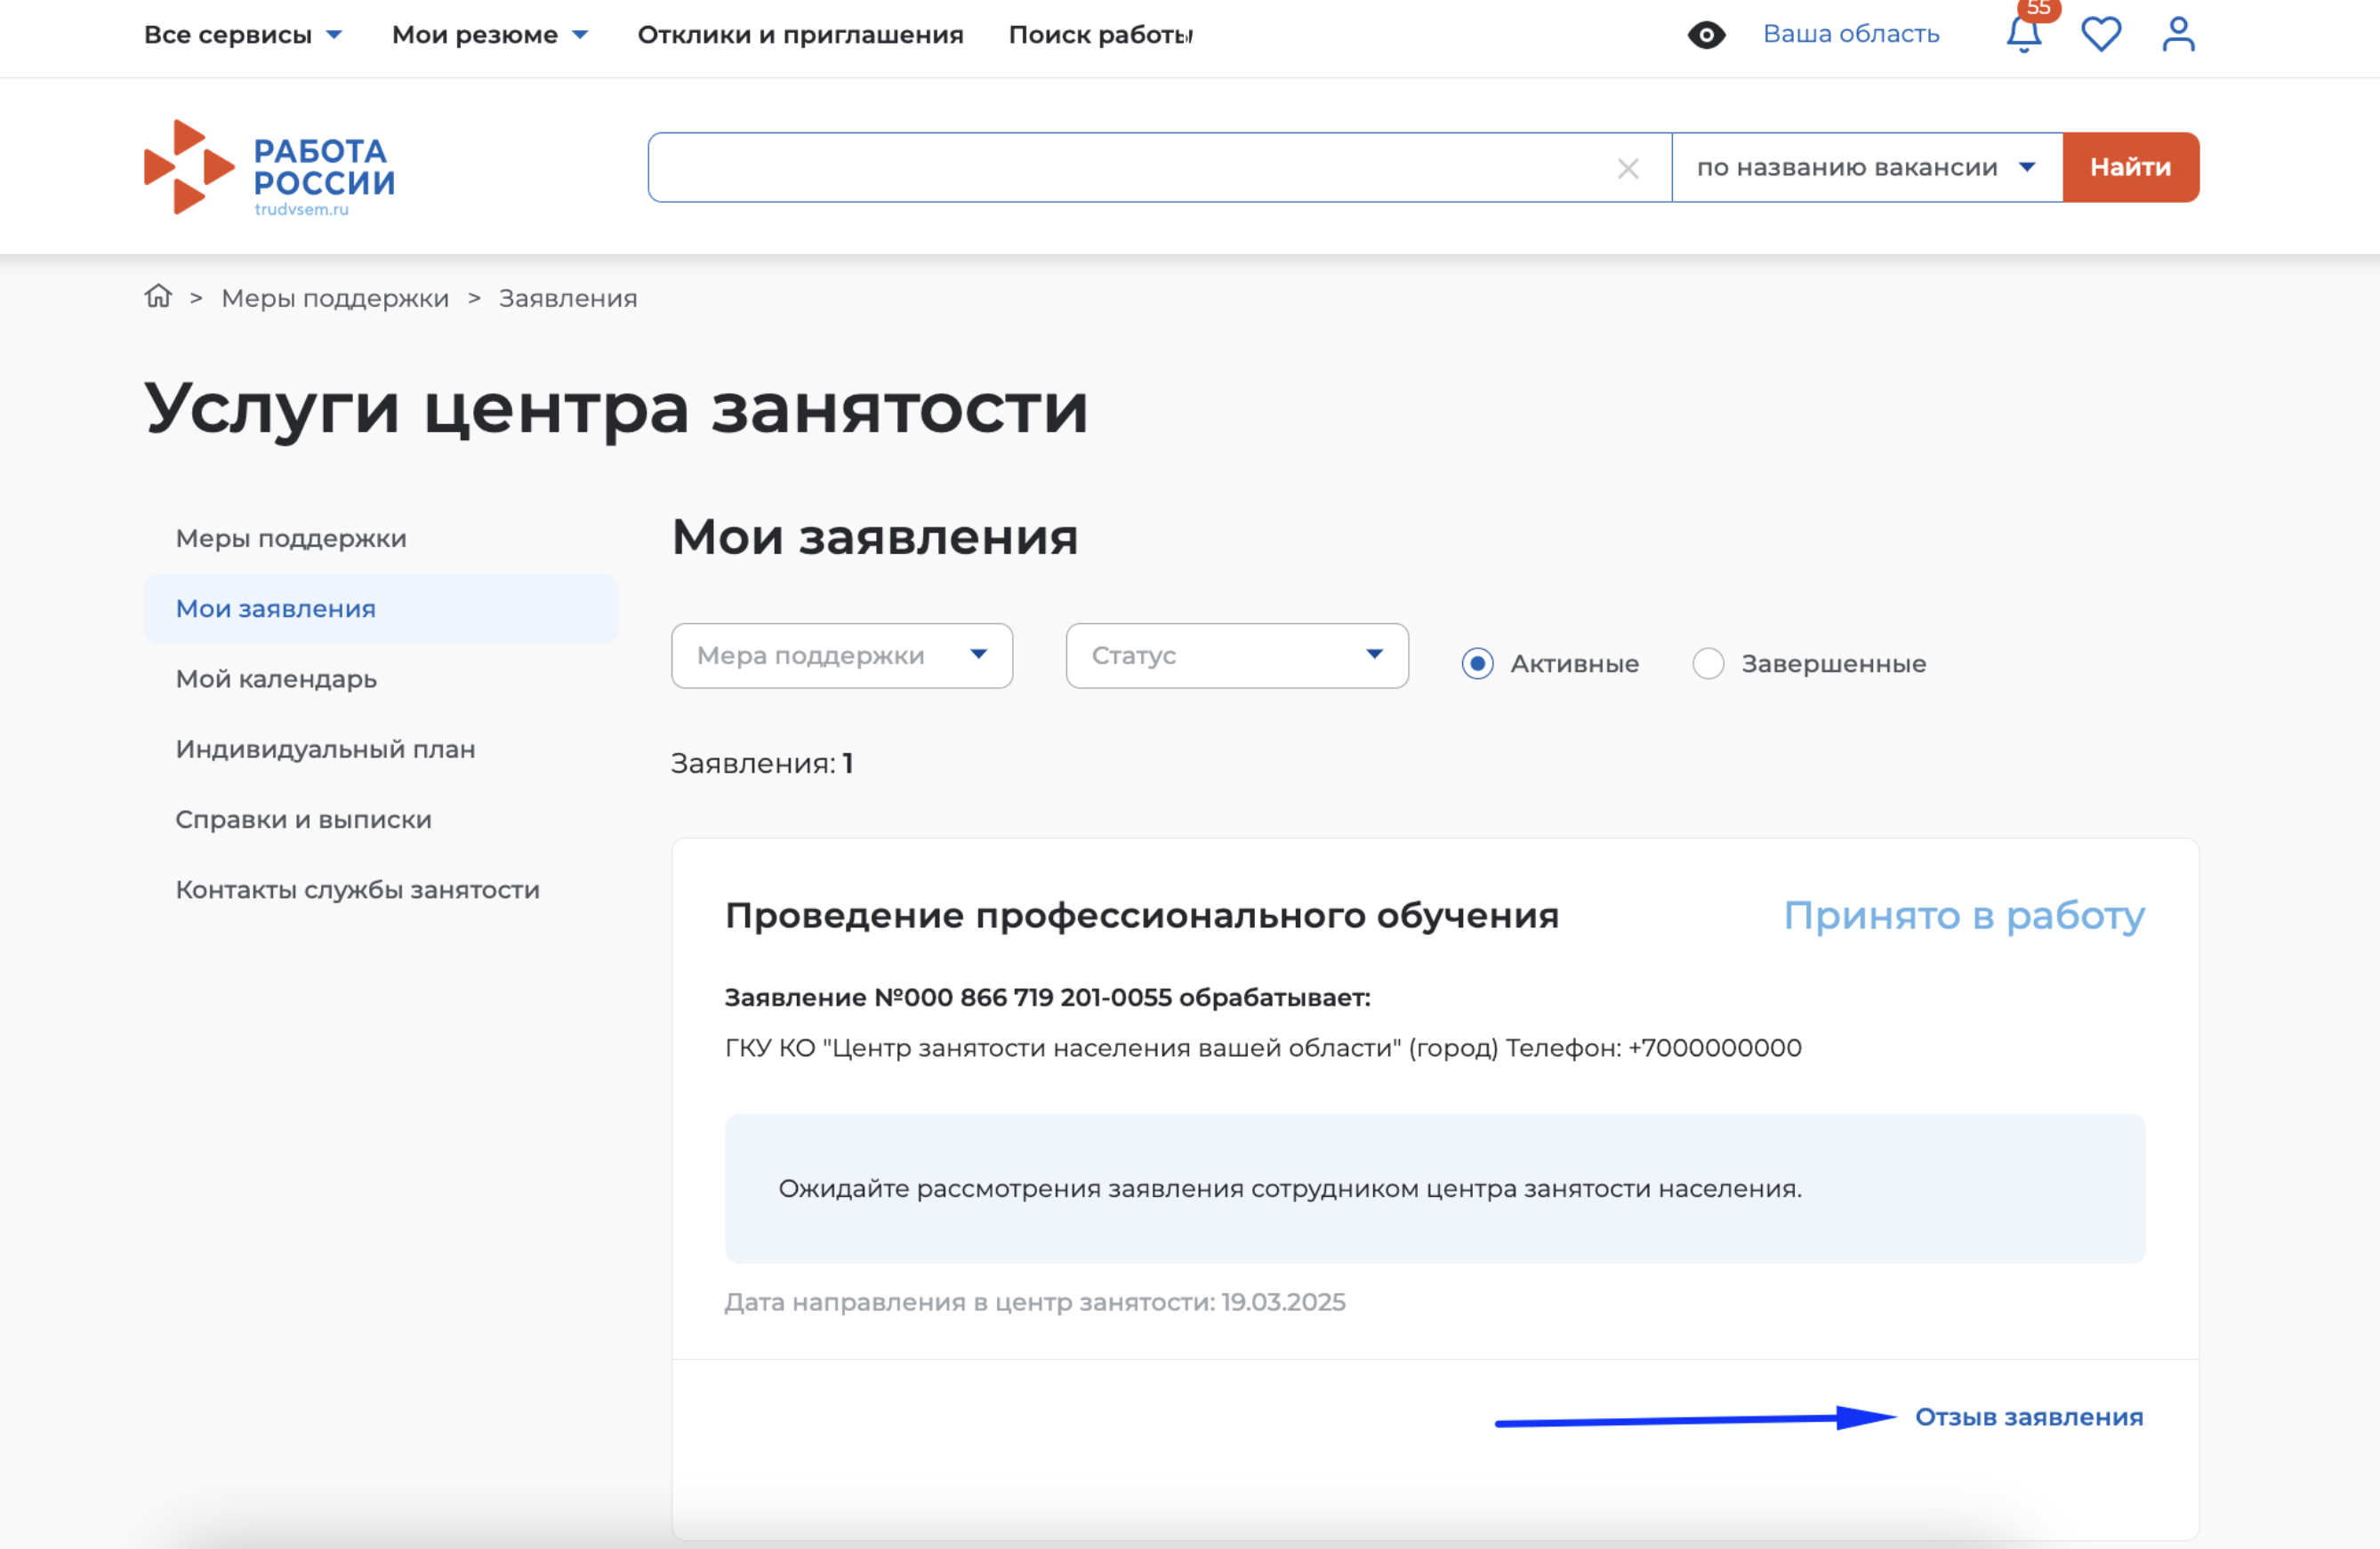 Все сервисы Мои резюме Отклики и приглашения Поиск работы Ваша область 55
РАБОТА
РОССИИ
trudvsem.ru
по названию вакансии Найти
> Меры поддержки > Заявления
Услуги центра занятости
Меры поддержки
Мои заявления
Мой календарь
Индивидуальный план
Справки и выписки
Контакты службы занятости
Мои заявления
Мера поддержки Статус Активные Завершенные
Заявления: 1
Проведение профессионального обучения Принято в работу
Заявление №000 866 719 201-0055 обрабатывает:
ГКУ КО "Центр занятости населения вашей области" (город) Телефон: +7000000000
Ожидайте рассмотрения заявления сотрудником центра занятости населения.
Дата направления в центр занятости: 19.03.2025
Отзыв заявления